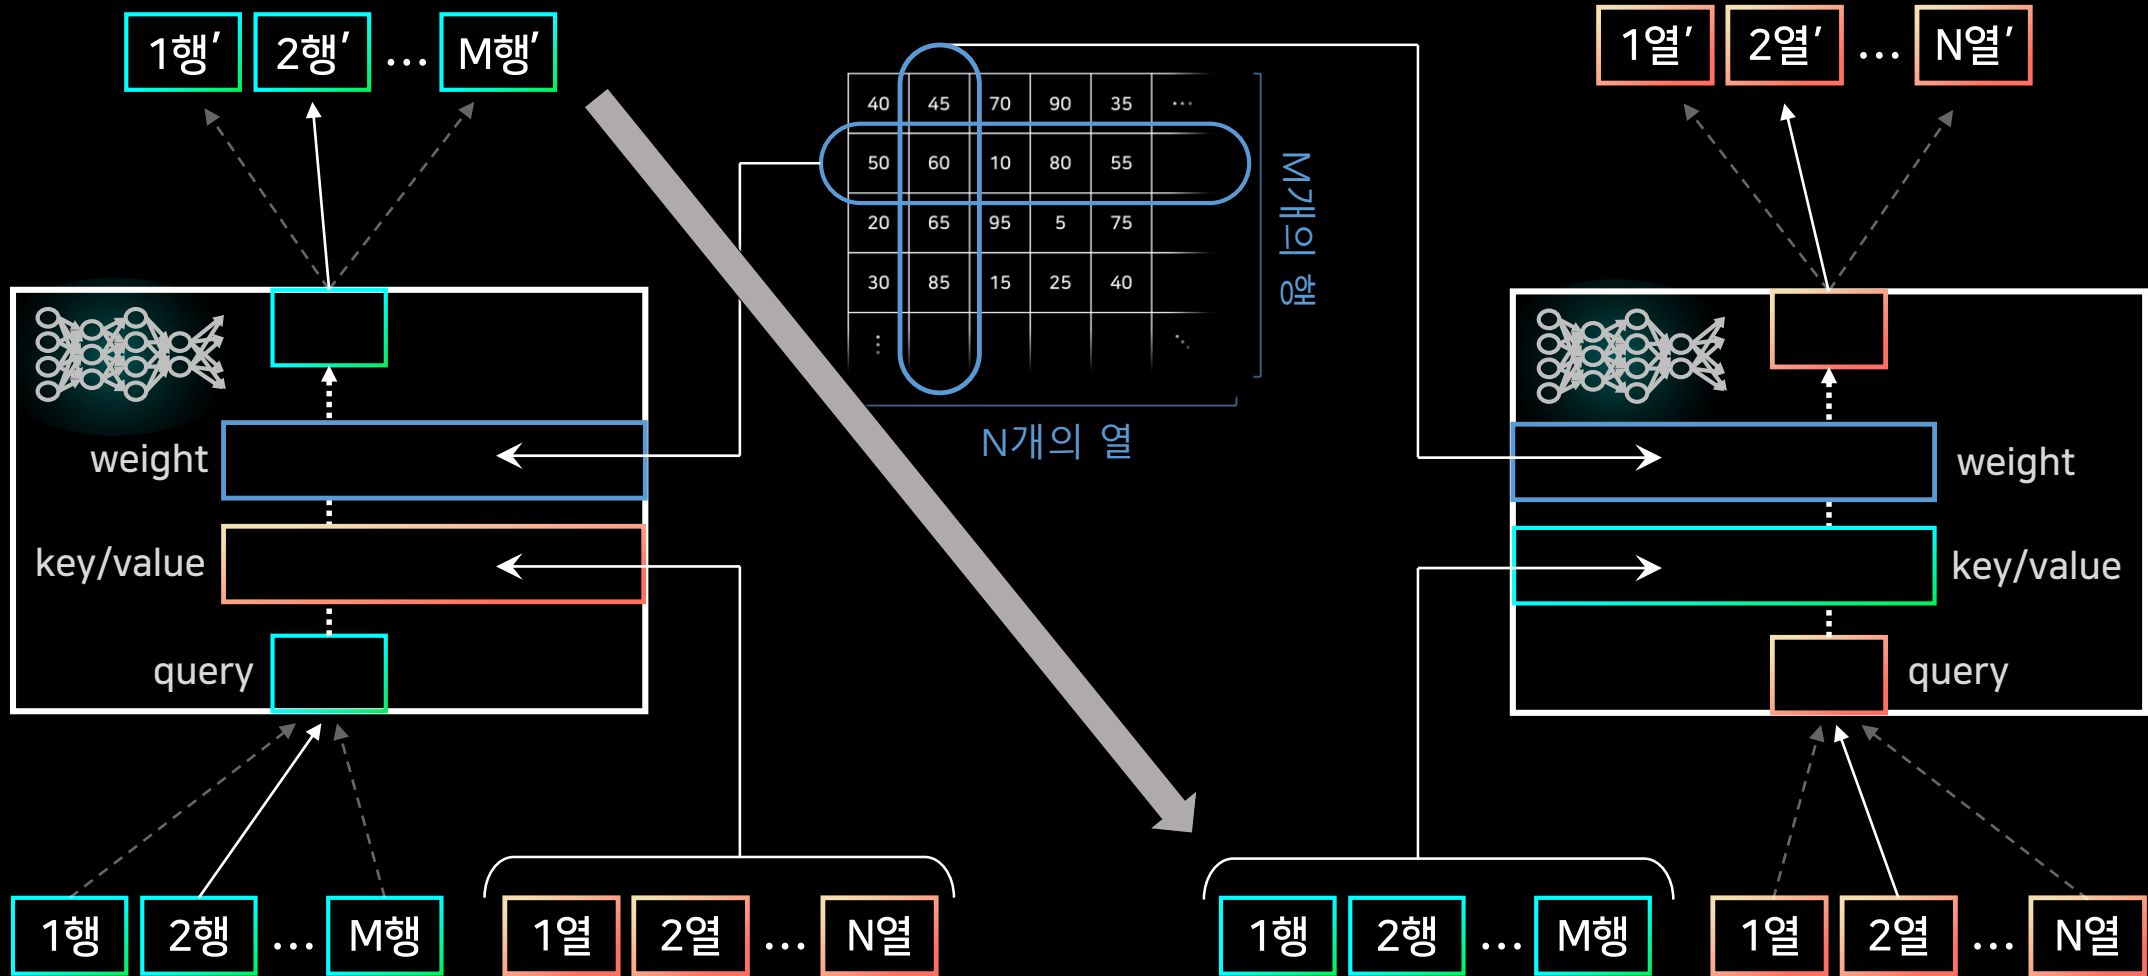 1행′ 2행′ … M행′
1열′ 2열′ … N열′
40 45 70 90 35 …
50 60 10 80 55
20 65 95 5 75
30 85 15 25 40
⋮ ⋱
M개의 행
N개의 열
weight
key/value
query
weight
key/value
query
1행 2행 … M행
1열 2열 … N열
1행 2행 … M행
1열 2열 … N열